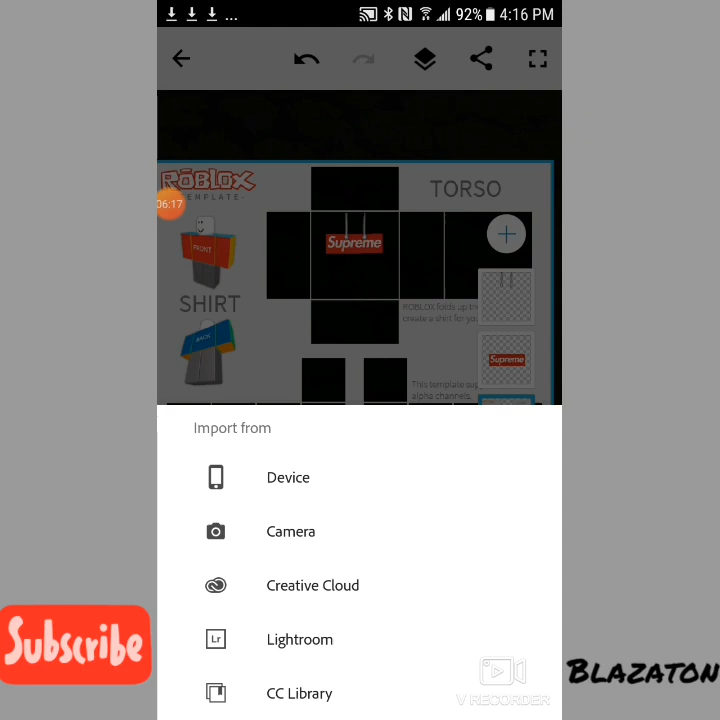 ... 92% 4:16 PM
ROBLOX
TEMPLATE-
TORSO
06:17
FRONT
Supreme
SHIRT
BACK
ROBLOX folds up th
create a shirt for you
Supreme
This template sup
alpha channels.
Import from
Device
Camera
Creative Cloud
Lr Lightroom
CC Library
Subscribe
V RECORDER
BLAZATON